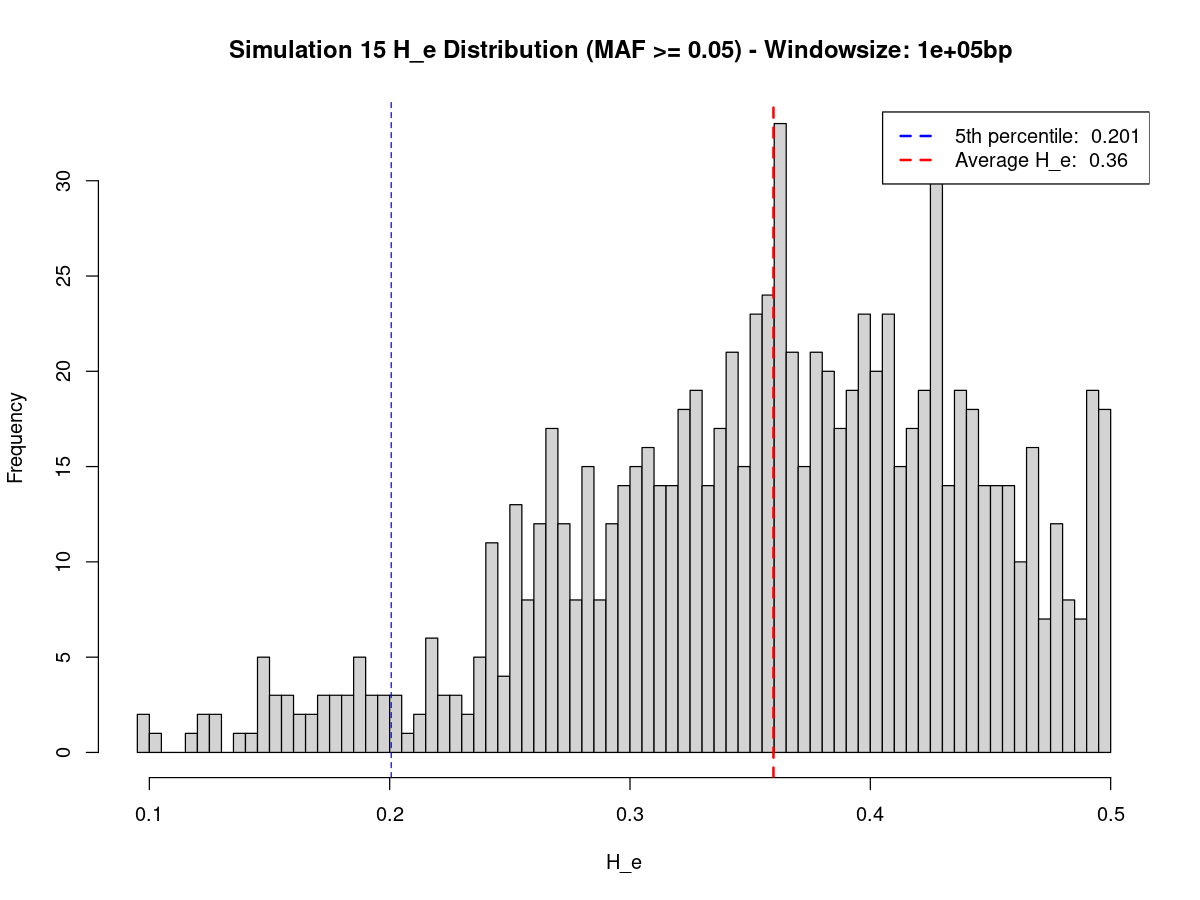 Simulation 15 H_e Distribution (MAF >= 0.05) - Windowsize: 1e+05bp
5th percentile: 0.201
Average H_e: 0.36
Frequency
30
25
20
15
10
5
0
0.1 0.2 0.3 0.4 0.5
H_e